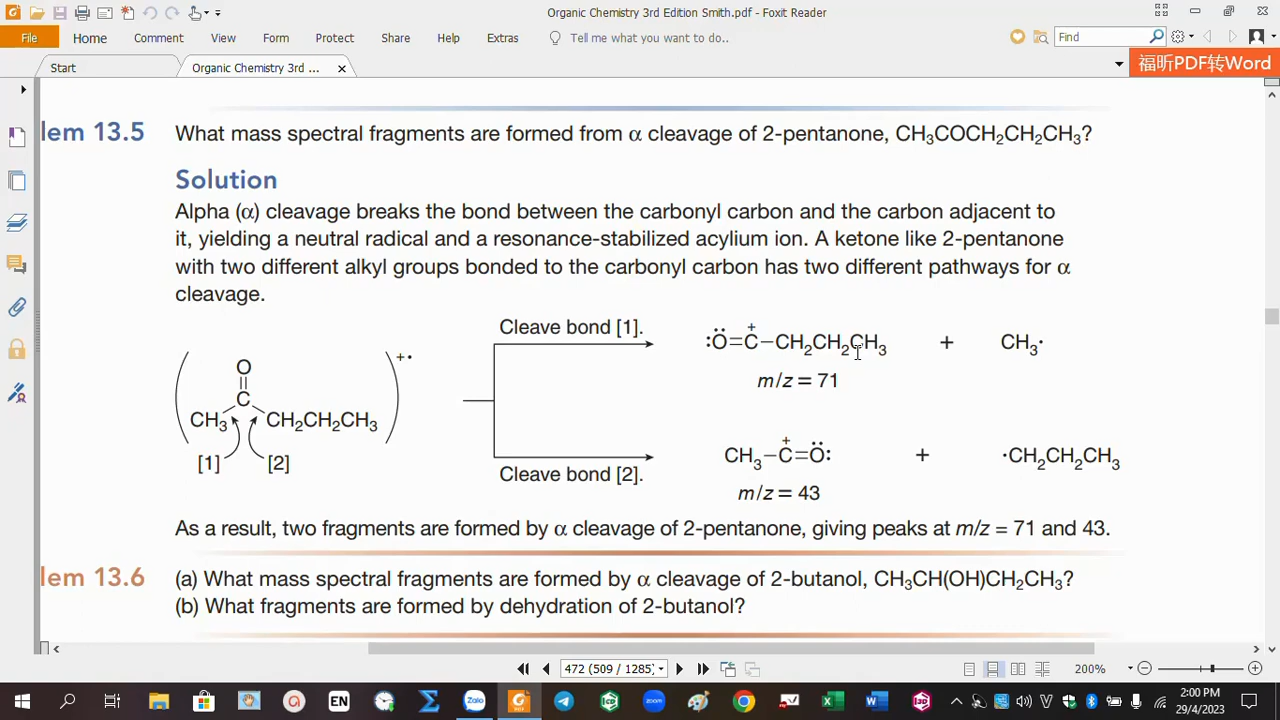 Organic Chemistry 3rd Edition Smith.pdf - Foxit Reader
File Home Comment View Form Protect Share Help Extras Tell me what you want to do.. Find
Start Organic Chemistry 3rd ... 福昕PDF转Word
lem 13.5 What mass spectral fragments are formed from α cleavage of 2-pentanone, CH₃COCH₂CH₂CH₃?
Solution
Alpha (α) cleavage breaks the bond between the carbonyl carbon and the carbon adjacent to
it, yielding a neutral radical and a resonance-stabilized acylium ion. A ketone like 2-pentanone
with two different alkyl groups bonded to the carbonyl carbon has two different pathways for α
cleavage.
Cleave bond [1].
:Ö=C⁺–CH₂CH₂CH₃ + CH₃·
m/z = 71
+·
O
C
CH₃ CH₂CH₂CH₃
[1] [2]
CH₃–C⁺=Ö: + ·CH₂CH₂CH₃
Cleave bond [2].
m/z = 43
As a result, two fragments are formed by α cleavage of 2-pentanone, giving peaks at m/z = 71 and 43.
lem 13.6 (a) What mass spectral fragments are formed by α cleavage of 2-butanol, CH₃CH(OH)CH₂CH₃?
(b) What fragments are formed by dehydration of 2-butanol?
472 (509 / 1285) 200%
EN Zalo 2:00 PM
29/4/2023